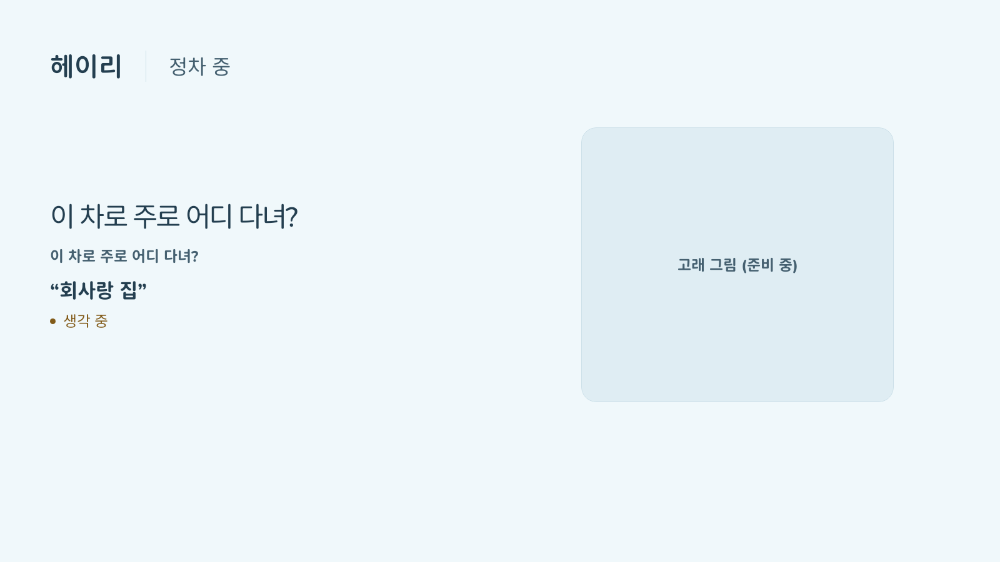 헤이리
정차 중
이 차로 주로 어디 다녀?
이 차로 주로 어디 다녀?
“회사랑 집”
생각 중
고래 그림 (준비 중)